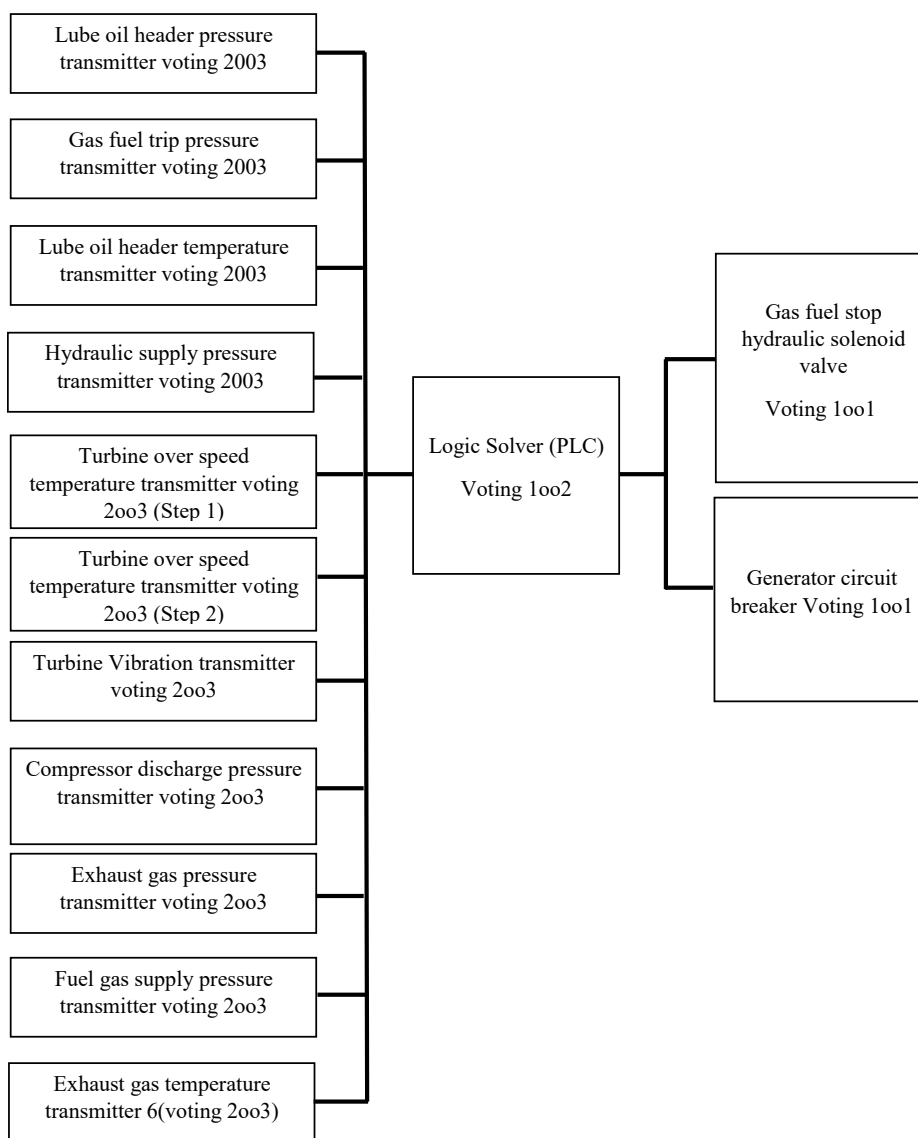 Lube oil header pressure
transmitter voting 2003
Gas fuel trip pressure
transmitter voting 2003
Lube oil header temperature
transmitter voting 2003
Hydraulic supply pressure
transmitter voting 2003
Turbine over speed
temperature transmitter voting
2oo3 (Step 1)
Turbine over speed
temperature transmitter voting
2oo3 (Step 2)
Turbine Vibration transmitter
voting 2oo3
Compressor discharge pressure
transmitter voting 2oo3
Exhaust gas pressure
transmitter voting 2oo3
Fuel gas supply pressure
transmitter voting 2oo3
Exhaust gas temperature
transmitter 6(voting 2oo3)
Logic Solver (PLC)
Voting 1oo2
Gas fuel stop
hydraulic solenoid
valve
Voting 1oo1
Generator circuit
breaker Voting 1oo1